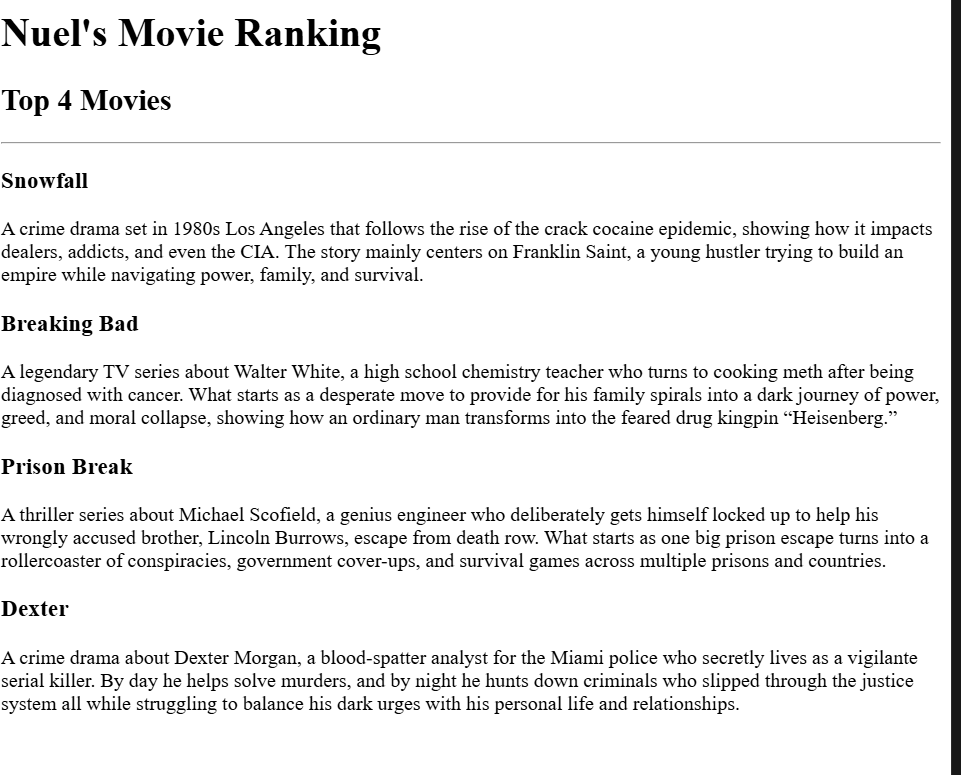 Nuel's Movie Ranking
Top 4 Movies
Snowfall
A crime drama set in 1980s Los Angeles that follows the rise of the crack cocaine epidemic, showing how it impacts
dealers, addicts, and even the CIA. The story mainly centers on Franklin Saint, a young hustler trying to build an
empire while navigating power, family, and survival.
Breaking Bad
A legendary TV series about Walter White, a high school chemistry teacher who turns to cooking meth after being
diagnosed with cancer. What starts as a desperate move to provide for his family spirals into a dark journey of power,
greed, and moral collapse, showing how an ordinary man transforms into the feared drug kingpin “Heisenberg.”
Prison Break
A thriller series about Michael Scofield, a genius engineer who deliberately gets himself locked up to help his
wrongly accused brother, Lincoln Burrows, escape from death row. What starts as one big prison escape turns into a
rollercoaster of conspiracies, government cover-ups, and survival games across multiple prisons and countries.
Dexter
A crime drama about Dexter Morgan, a blood-spatter analyst for the Miami police who secretly lives as a vigilante
serial killer. By day he helps solve murders, and by night he hunts down criminals who slipped through the justice
system all while struggling to balance his dark urges with his personal life and relationships.